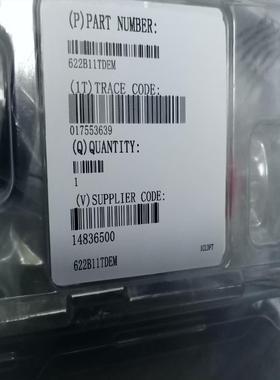 (P)PART NUMBER:
622B11TDEM
(1T)TRACE CODE:
017553639
(Q)QUANTITY:
1
(V)SUPPLIER CODE:
14836500
622B11TDEM